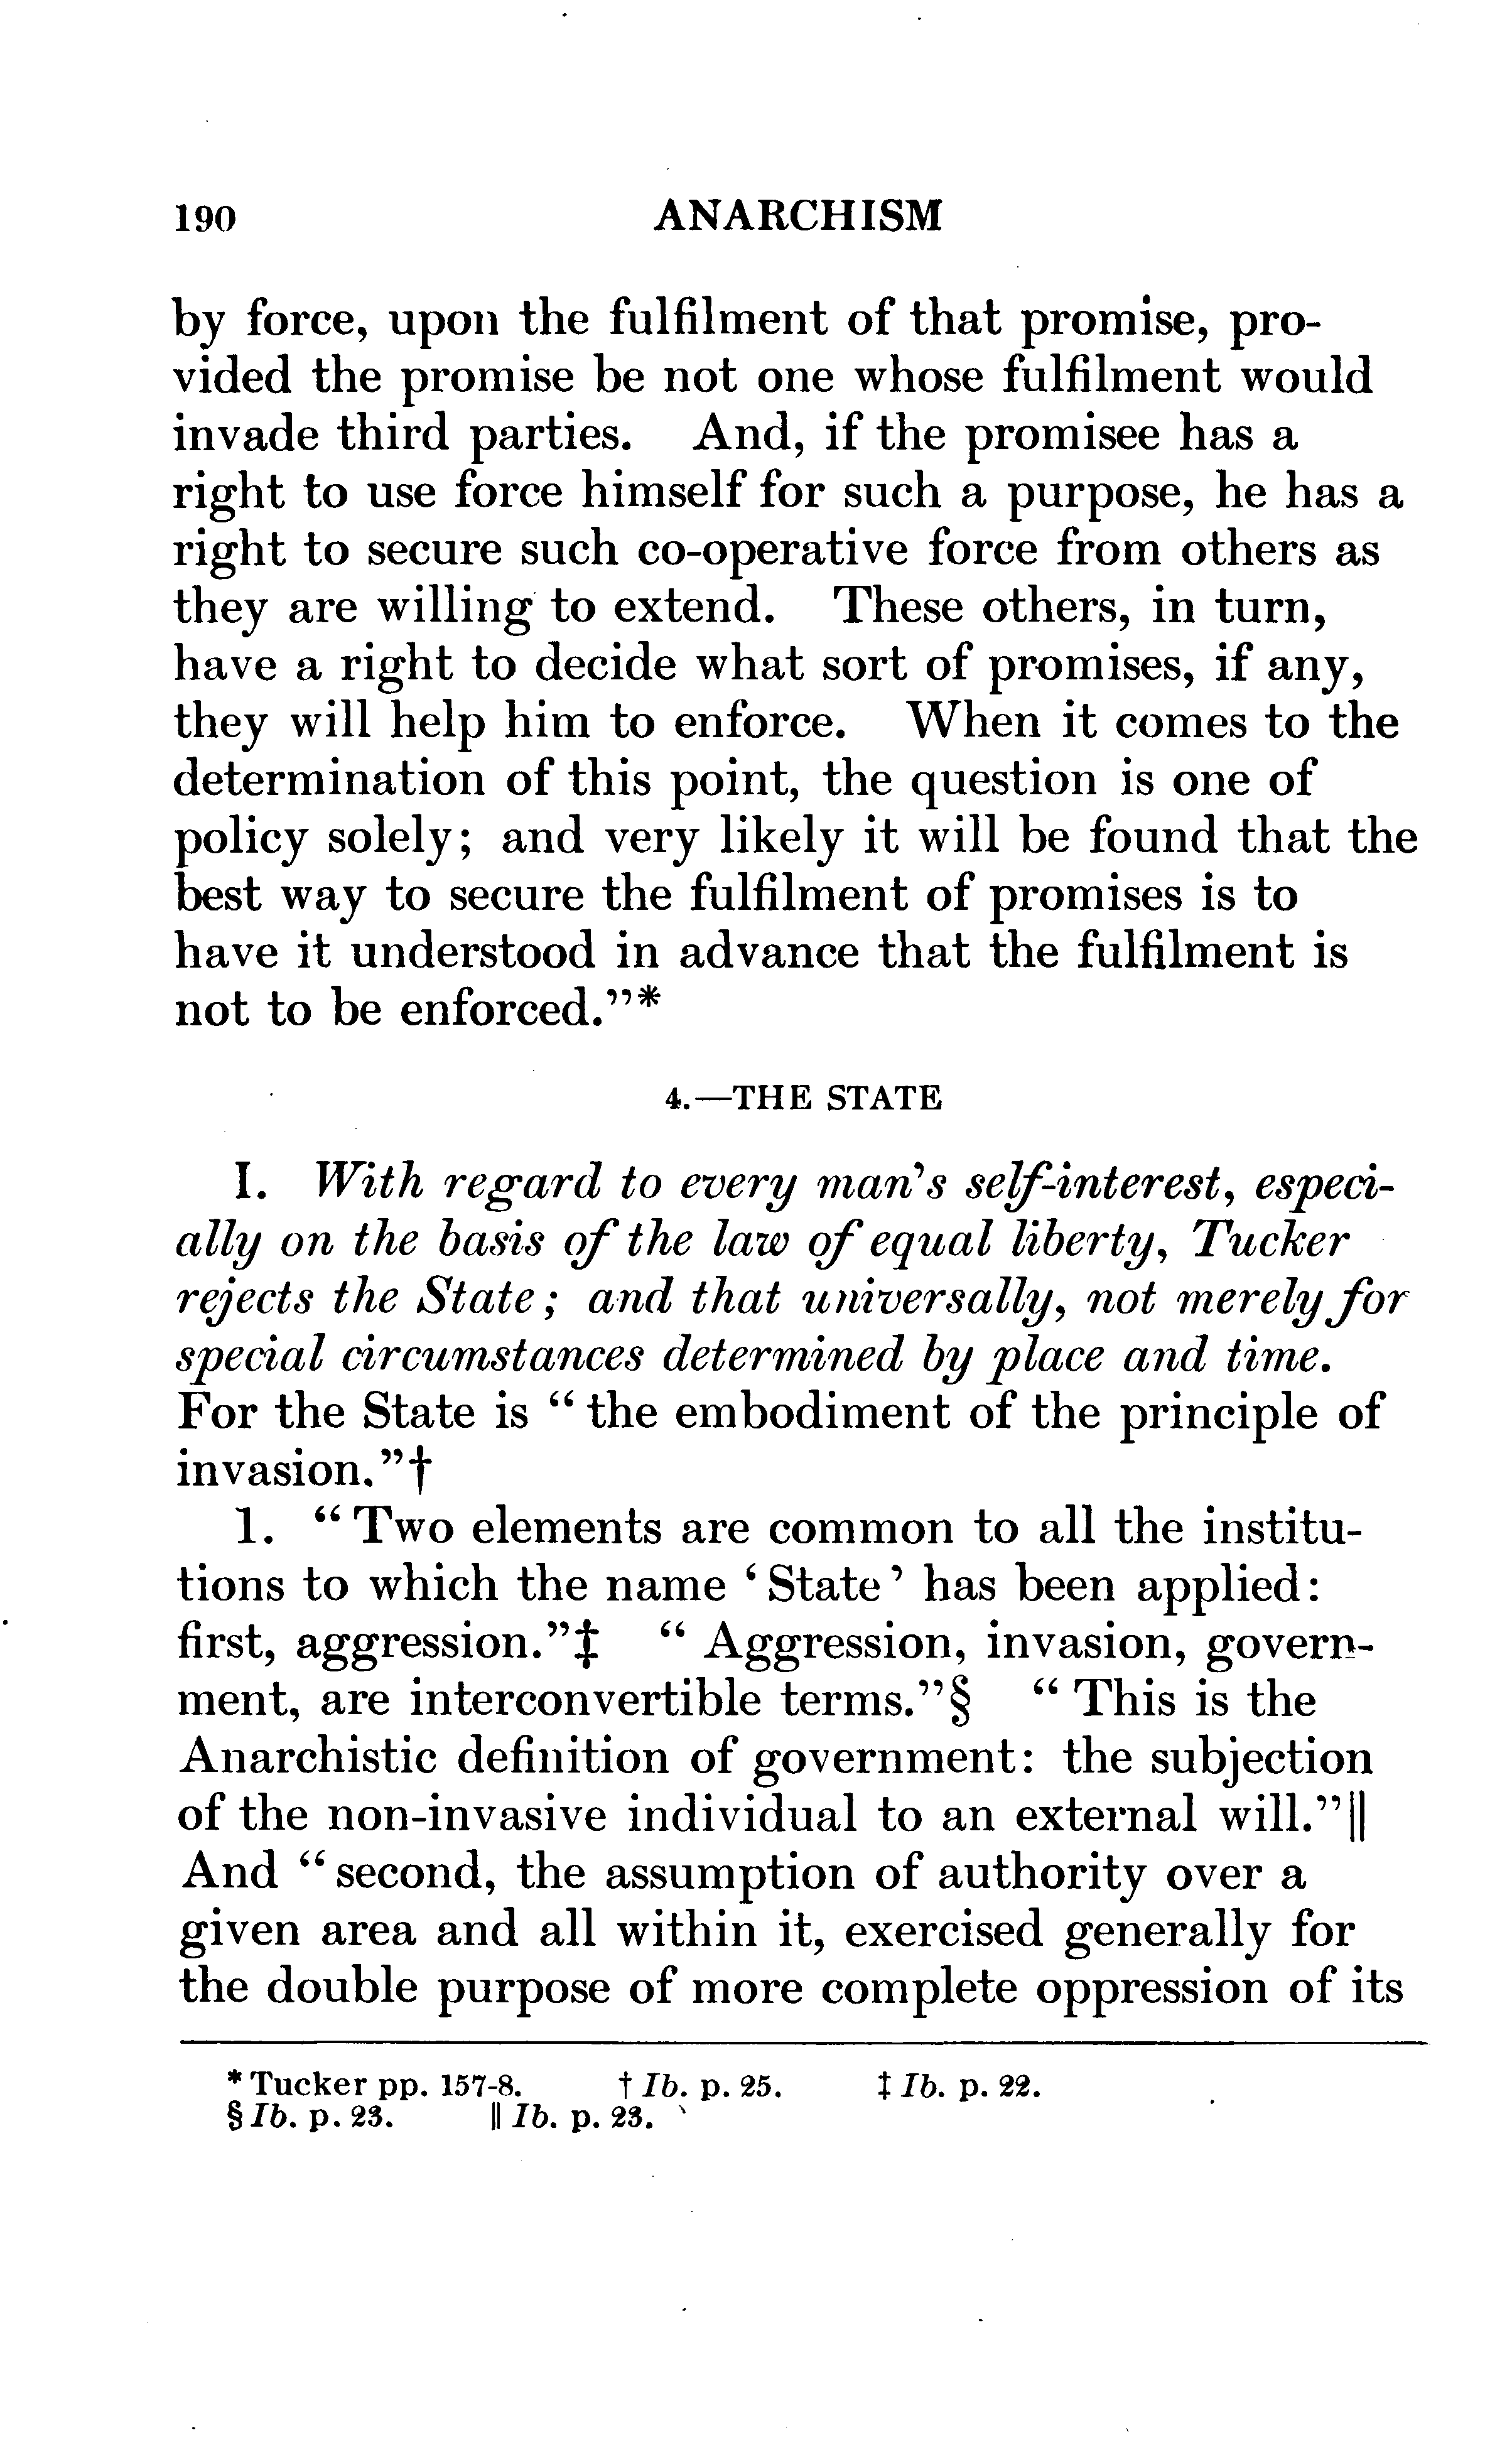 190 ANARCHISM
by force, upon the fulfilment of that promise, pro-
vided the promise be not one whose fulfilment would
invade third parties. And, if the promisee has a
right to use force himself for such a purpose, he has a
right to secure such co-operative force from others as
they are willing to extend. These others, in turn,
have a right to decide what sort of promises, if any,
they will help him to enforce. When it comes to the
determination of this point, the question is one of
policy solely; and very likely it will be found that the
best way to secure the fulfilment of promises is to
have it understood in advance that the fulfilment is
not to be enforced.”*
4.—THE STATE
I. With regard to every man's self-interest, especi-
ally on the basis of the law of equal liberty, Tucker
rejects the State; and that universally, not merely for
special circumstances determined by place and time.
For the State is “the embodiment of the principle of
invasion.”†
1. “Two elements are common to all the institu-
tions to which the name ‘State’ has been applied:
first, aggression.”‡ “Aggression, invasion, govern-
ment, are interconvertible terms.”§ “This is the
Anarchistic definition of government: the subjection
of the non-invasive individual to an external will.”||
And “second, the assumption of authority over a
given area and all within it, exercised generally for
the double purpose of more complete oppression of its
* Tucker pp. 157-8. † Ib. p. 25. ‡ Ib. p. 22.
§ Ib. p. 23. || Ib. p. 23.